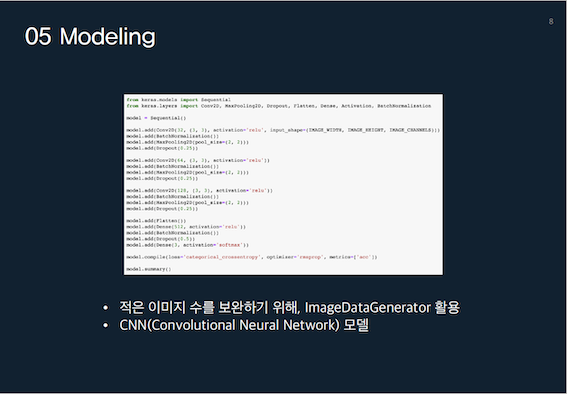 8
05 Modeling
from keras.models import Sequential
from keras.layers import Conv2D, MaxPooling2D, Dropout, Flatten, Dense, Activation, BatchNormalization
model = Sequential()
model.add(Conv2D(32, (3, 3), activation='relu', input_shape=(IMAGE_WIDTH, IMAGE_HEIGHT, IMAGE_CHANNELS)))
model.add(BatchNormalization())
model.add(MaxPooling2D(pool_size=(2, 2)))
model.add(Dropout(0.25))
model.add(Conv2D(64, (3, 3), activation='relu'))
model.add(BatchNormalization())
model.add(MaxPooling2D(pool_size=(2, 2)))
model.add(Dropout(0.25))
model.add(Conv2D(128, (3, 3), activation='relu'))
model.add(BatchNormalization())
model.add(MaxPooling2D(pool_size=(2, 2)))
model.add(Dropout(0.25))
model.add(Flatten())
model.add(Dense(512, activation='relu'))
model.add(BatchNormalization())
model.add(Dropout(0.5))
model.add(Dense(3, activation='softmax'))
model.compile(loss='categorical_crossentropy', optimizer='rmsprop', metrics=['acc'])
model.summary()
• 적은 이미지 수를 보완하기 위해, ImageDataGenerator 활용
• CNN(Convolutional Neural Network) 모델